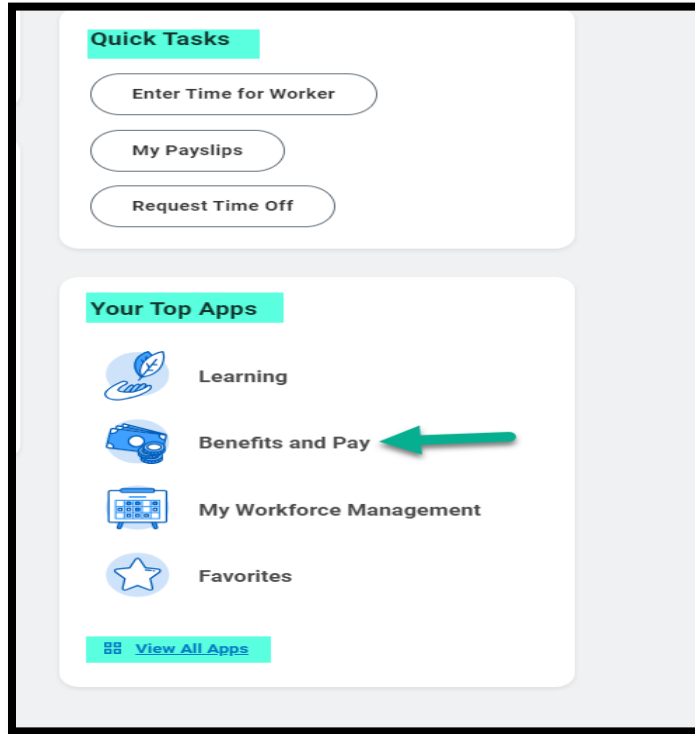 Quick Tasks
Enter Time for Worker
My Payslips
Request Time Off
Your Top Apps
Learning
Benefits and Pay
My Workforce Management
Favorites
View All Apps